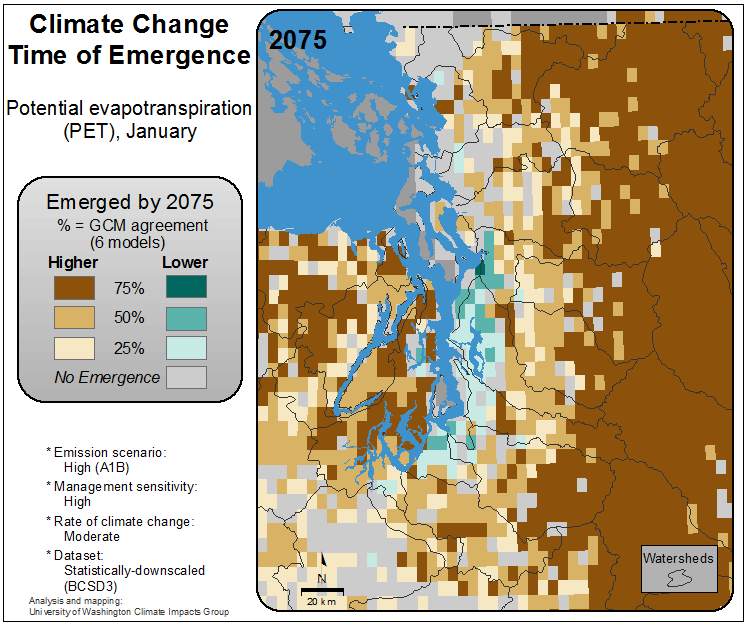 Climate Change
Time of Emergence
Potential evapotranspiration
(PET), January
Emerged by 2075
% = GCM agreement
(6 models)
Higher Lower
75%
50%
25%
No Emergence
* Emission scenario:
High (A1B)
* Management sensitivity:
High
* Rate of climate change:
Moderate
* Dataset:
Statistically-downscaled
(BCSD3)
Analysis and mapping:
University of Washington Climate Impacts Group
2075
N
20 km
Watersheds